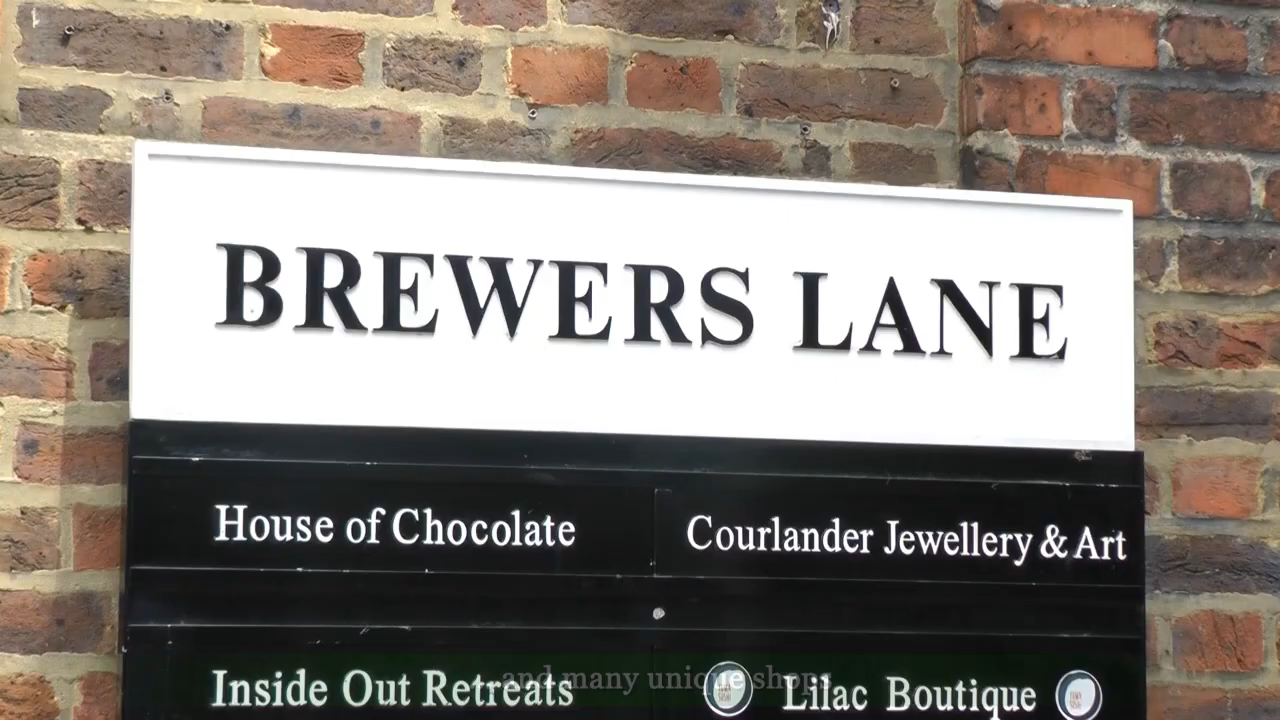 BREWERS LANE
House of Chocolate
Courlander Jewellery & Art
Inside Out Retreats
Lilac Boutique
and many unique shops